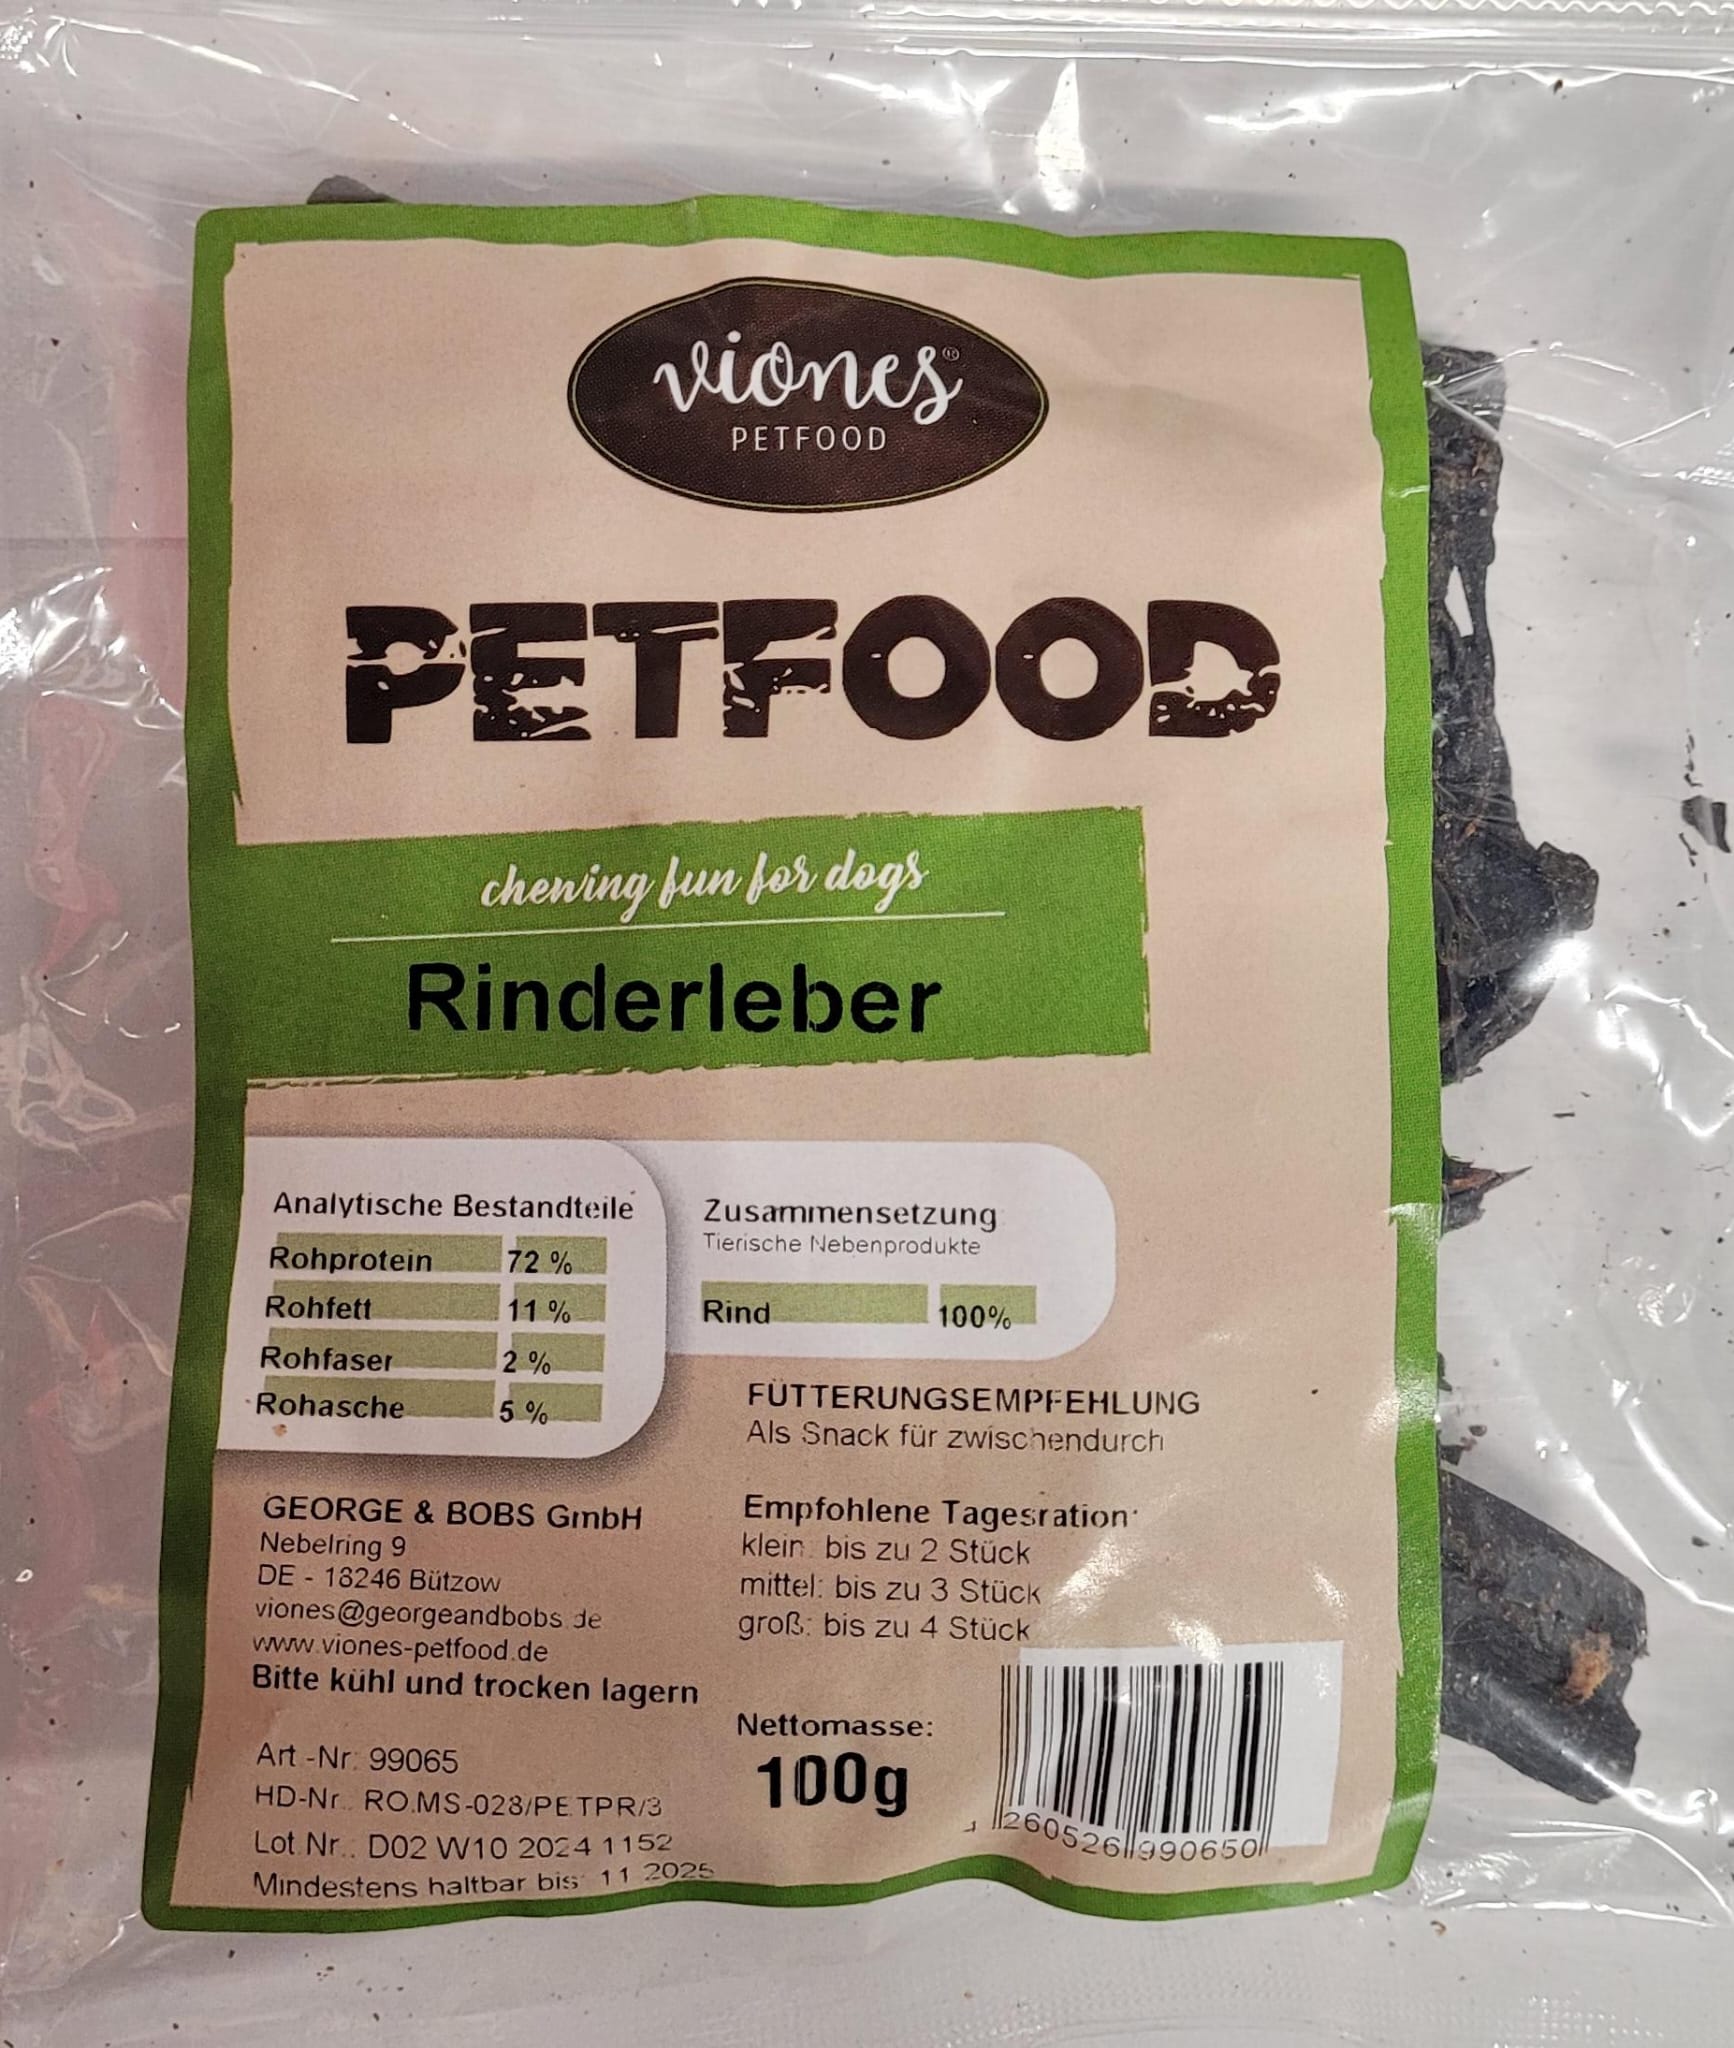 viones®
PETFOOD
PETFOOD
chewing fun for dogs
Rinderleber
Analytische Bestandteile
Rohprotein 72 %
Rohfett 11 %
Rohfaser 2 %
Rohasche 5 %
Zusammensetzung
Tierische Nebenprodukte
Rind 100%
FÜTTERUNGSEMPFEHLUNG
Als Snack für zwischendurch
Empfohlene Tagesration:
klein: bis zu 2 Stück
mittel: bis zu 3 Stück
groß: bis zu 4 Stück
GEORGE & BOBS GmbH
Nebelring 9
DE - 18246 Bützow
viones@georgeandbobs.de
www.viones-petfood.de
Bitte kühl und trocken lagern
Art.-Nr: 99065
HD-Nr.: RO.MS-028/PETPR/3
Lot.Nr.: D02 W10 2024 1152
Mindestens haltbar bis: 11 2025
Nettomasse:
100g
260526 990650